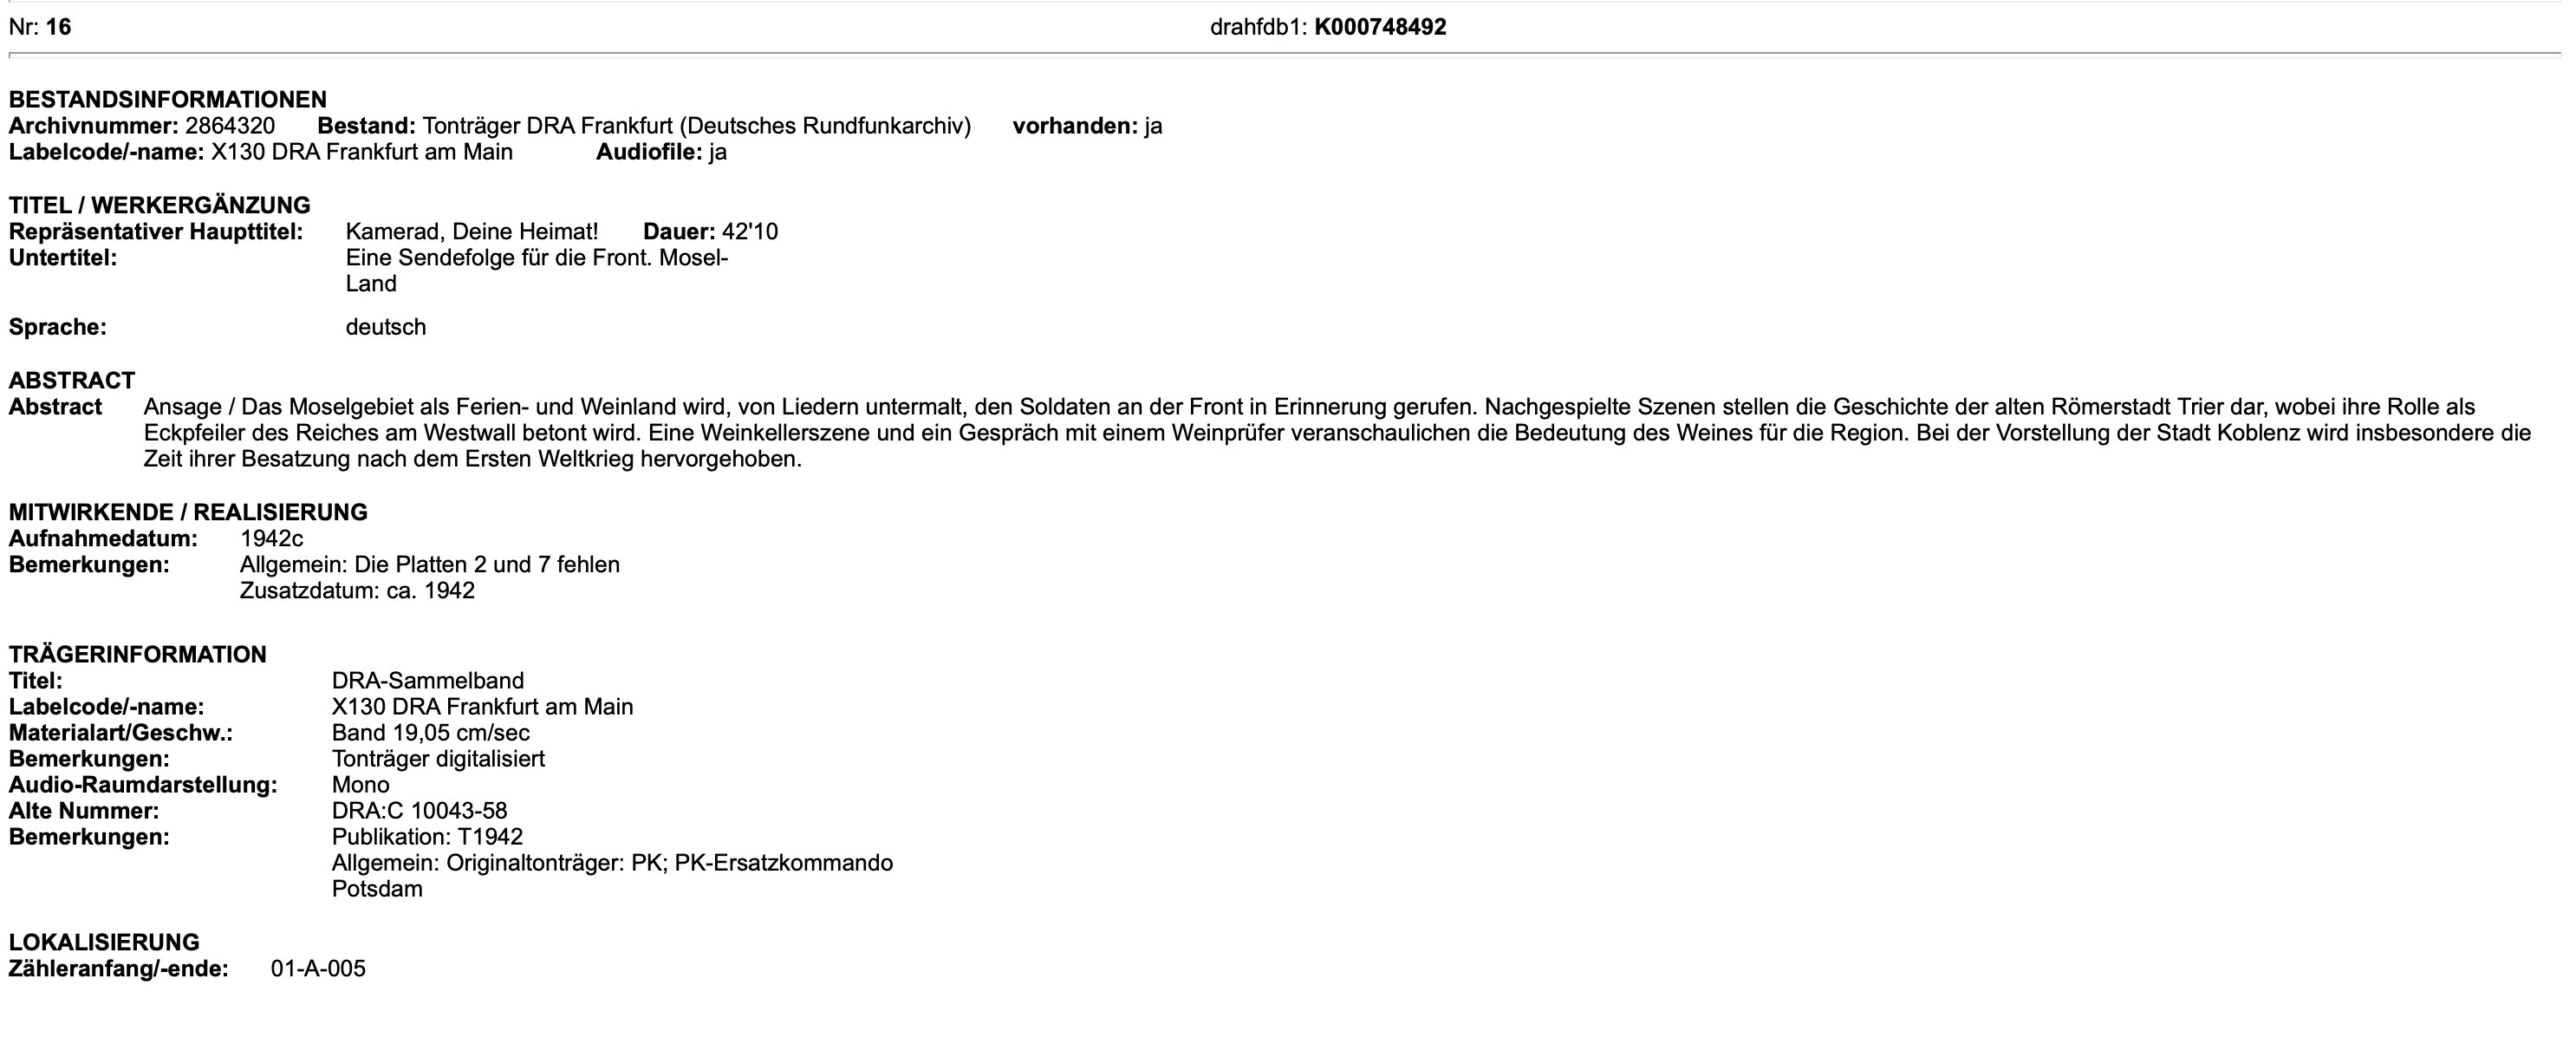 Nr: 16 drahfdb1: K000748492
BESTANDSINFORMATIONEN
Archivnummer: 2864320 Bestand: Tonträger DRA Frankfurt (Deutsches Rundfunkarchiv) vorhanden: ja
Labelcode/-name: X130 DRA Frankfurt am Main Audiofile: ja
TITEL / WERKERGÄNZUNG
Repräsentativer Haupttitel: Kamerad, Deine Heimat! Dauer: 42'10
Untertitel: Eine Sendefolge für die Front. Mosel-
Land
Sprache: deutsch
ABSTRACT
Abstract Ansage / Das Moselgebiet als Ferien- und Weinland wird, von Liedern untermalt, den Soldaten an der Front in Erinnerung gerufen. Nachgespielte Szenen stellen die Geschichte der alten Römerstadt Trier dar, wobei ihre Rolle als
Eckpfeiler des Reiches am Westwall betont wird. Eine Weinkellerszene und ein Gespräch mit einem Weinprüfer veranschaulichen die Bedeutung des Weines für die Region. Bei der Vorstellung der Stadt Koblenz wird insbesondere die
Zeit ihrer Besatzung nach dem Ersten Weltkrieg hervorgehoben.
MITWIRKENDE / REALISIERUNG
Aufnahmedatum: 1942c
Bemerkungen: Allgemein: Die Platten 2 und 7 fehlen
Zusatzdatum: ca. 1942
TRÄGERINFORMATION
Titel: DRA-Sammelband
Labelcode/-name: X130 DRA Frankfurt am Main
Materialart/Geschw.: Band 19,05 cm/sec
Bemerkungen: Tonträger digitalisiert
Audio-Raumdarstellung: Mono
Alte Nummer: DRA:C 10043-58
Bemerkungen: Publikation: T1942
Allgemein: Originaltonträger: PK; PK-Ersatzkommando
Potsdam
LOKALISIERUNG
Zähleranfang/-ende: 01-A-005